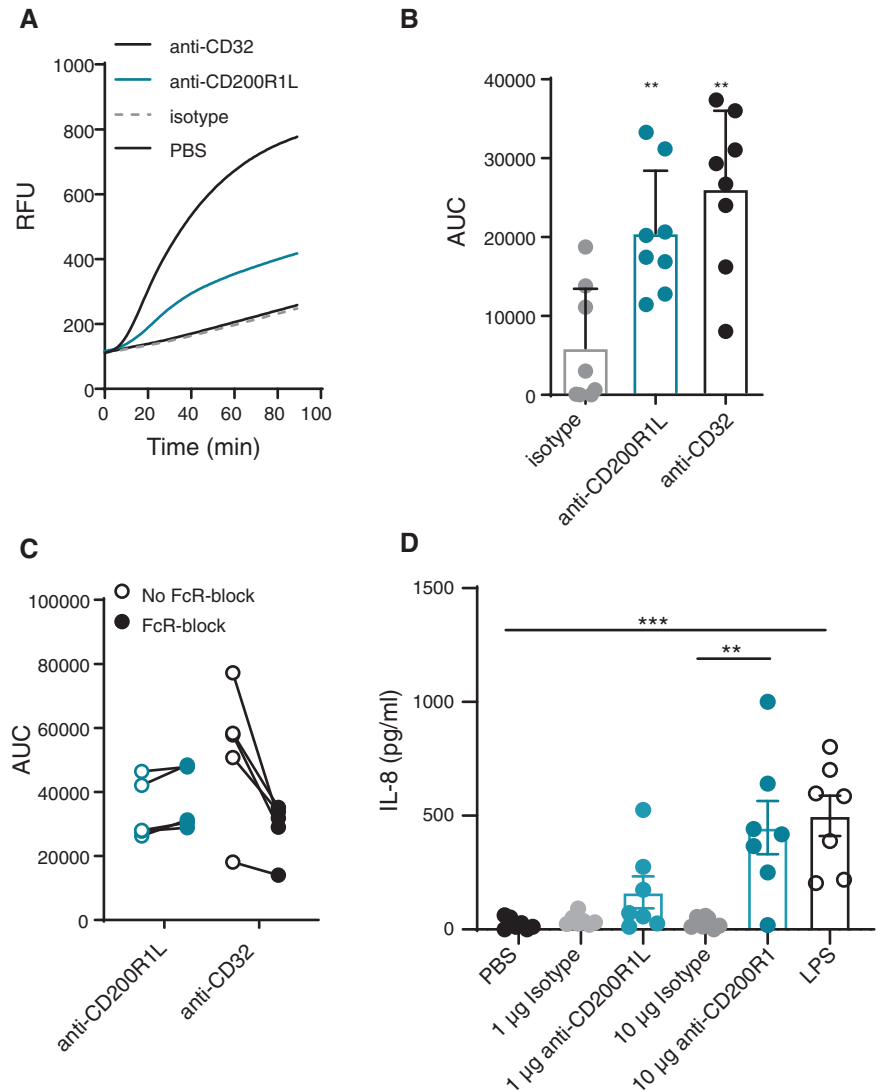 A
anti-CD32
anti-CD200R1L
isotype
PBS
1000
800
600
400
200
0
RFU
0 20 40 60 80 100
Time (min)
B
40000
30000
20000
10000
0
AUC
** **
isotype
anti-CD200R1L
anti-CD32
C
No FcR-block
FcR-block
100000
80000
60000
40000
20000
0
AUC
anti-CD200R1L
anti-CD32
D
1500
1000
500
0
IL-8 (pg/ml)
***
**
PBS
1 µg Isotype
1 µg anti-CD200R1L
10 µg Isotype
10 µg anti-CD200R1
LPS